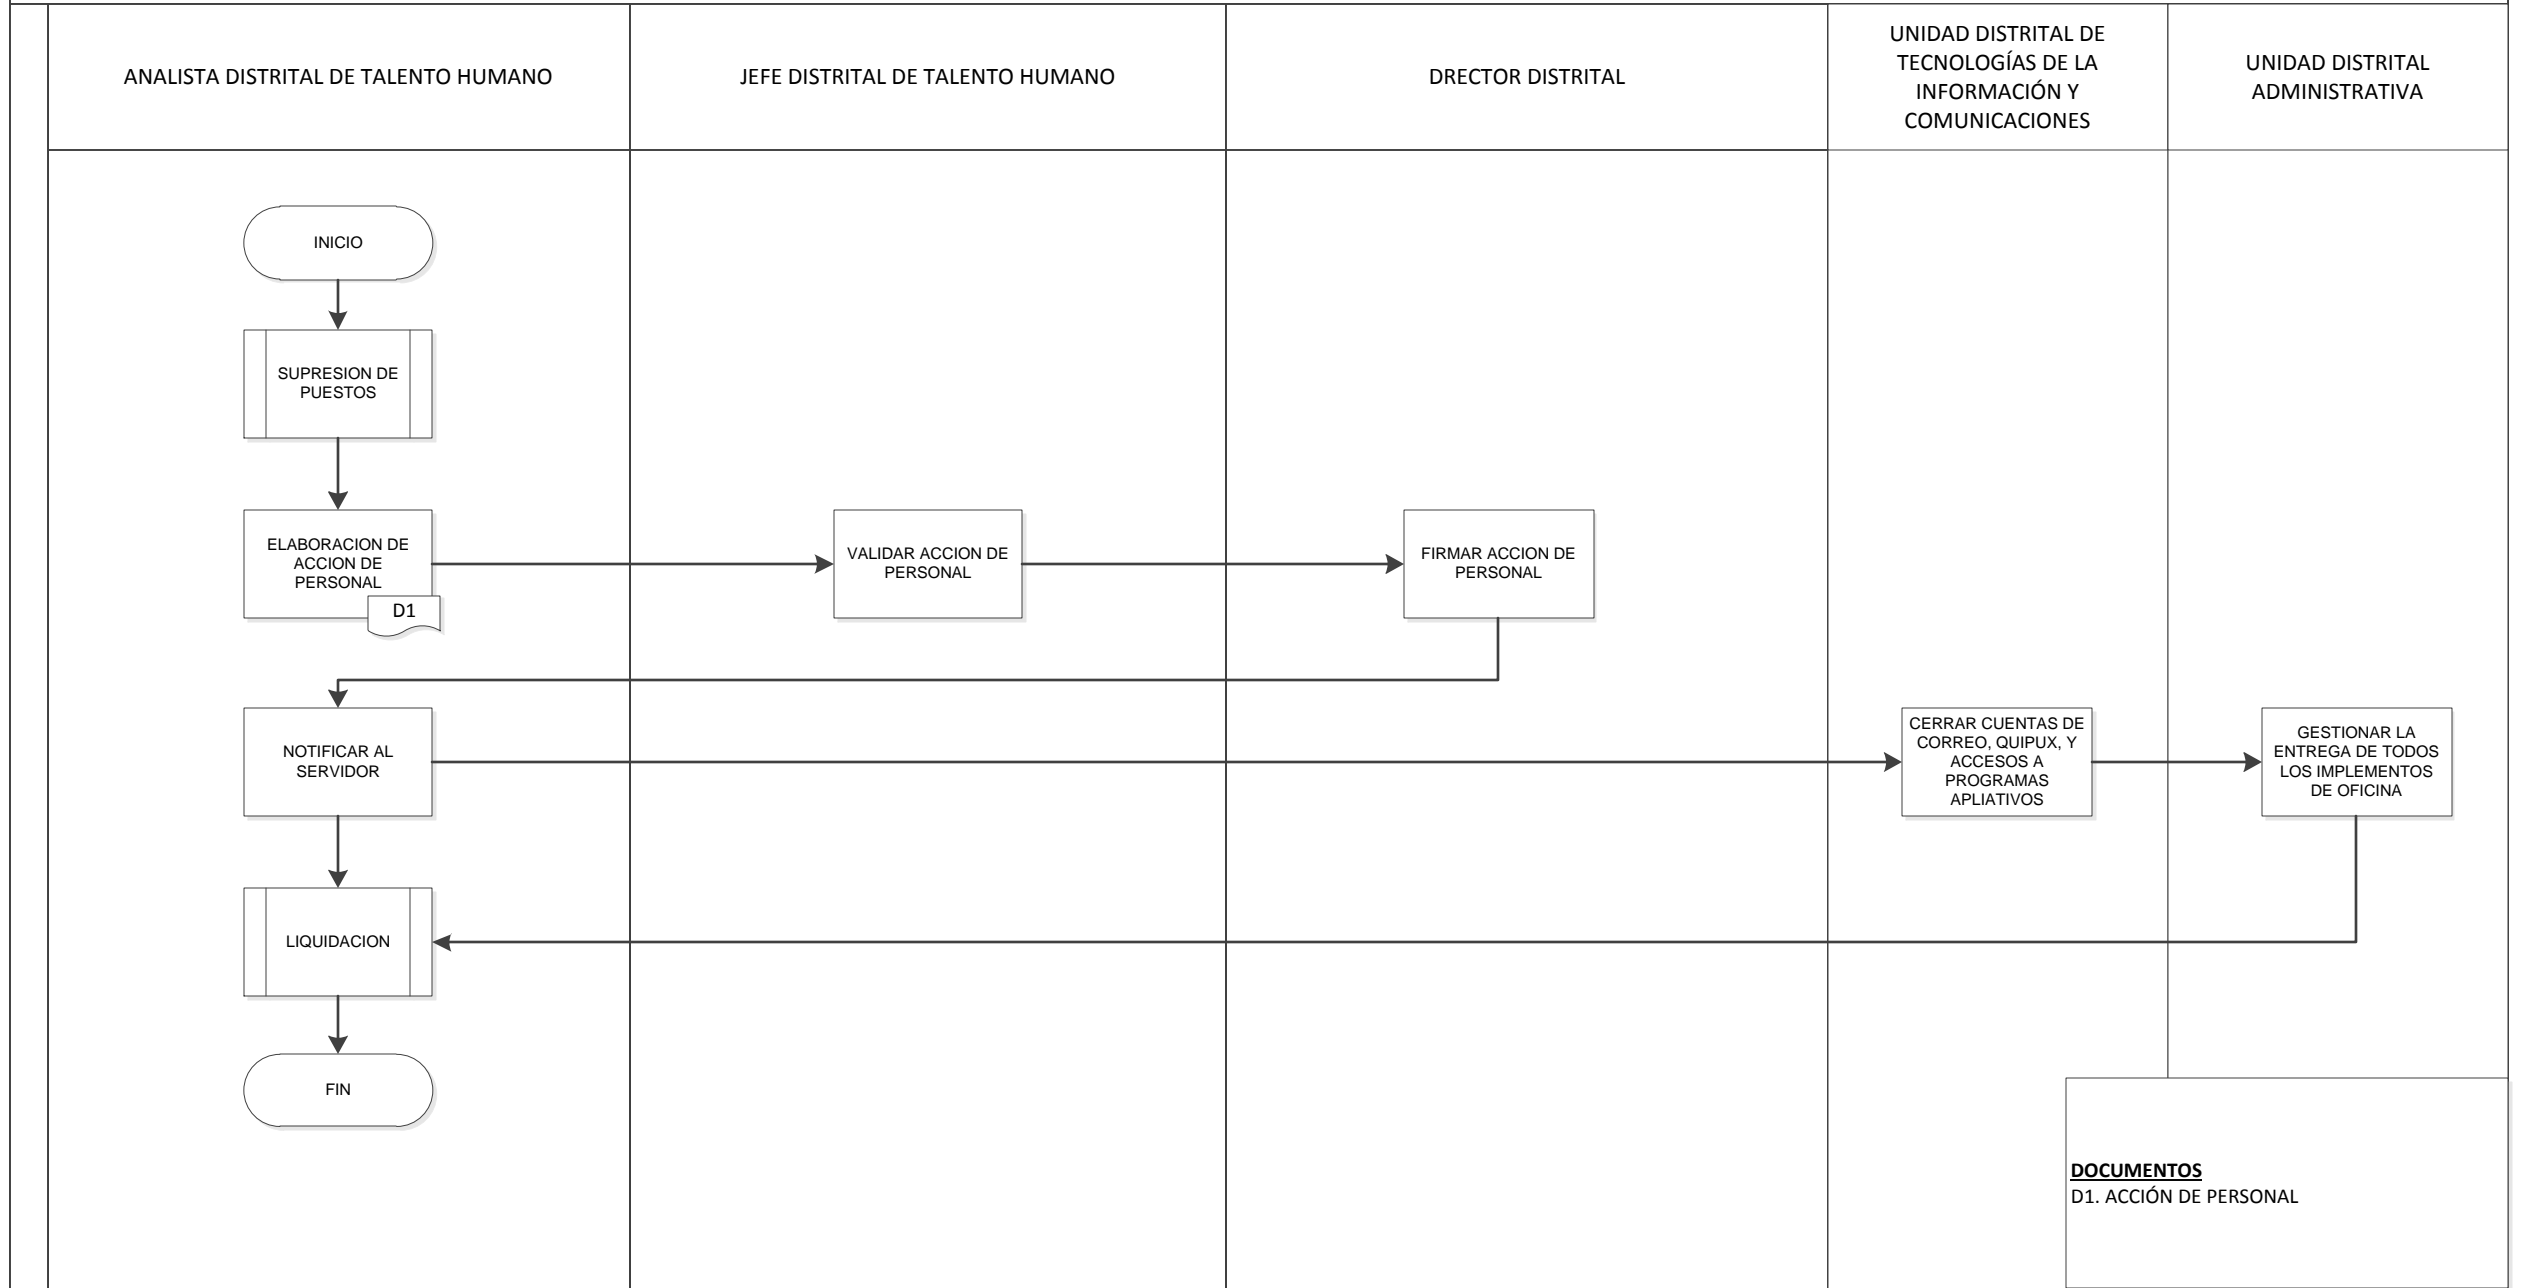 ANALISTA DISTRITAL DE TALENTO HUMANO
JEFE DISTRITAL DE TALENTO HUMANO
DRECTOR DISTRITAL
UNIDAD DISTRITAL DE
TECNOLOGÍAS DE LA
INFORMACIÓN Y
COMUNICACIONES
UNIDAD DISTRITAL
ADMINISTRATIVA
INICIO
SUPRESION DE
PUESTOS
ELABORACION DE
ACCION DE
PERSONAL
D1
VALIDAR ACCION DE
PERSONAL
FIRMAR ACCION DE
PERSONAL
NOTIFICAR AL
SERVIDOR
CERRAR CUENTAS DE
CORREO, QUIPUX, Y
ACCESOS A
PROGRAMAS
APLIATIVOS
GESTIONAR LA
ENTREGA DE TODOS
LOS IMPLEMENTOS
DE OFICINA
LIQUIDACION
FIN
DOCUMENTOS
D1. ACCIÓN DE PERSONAL